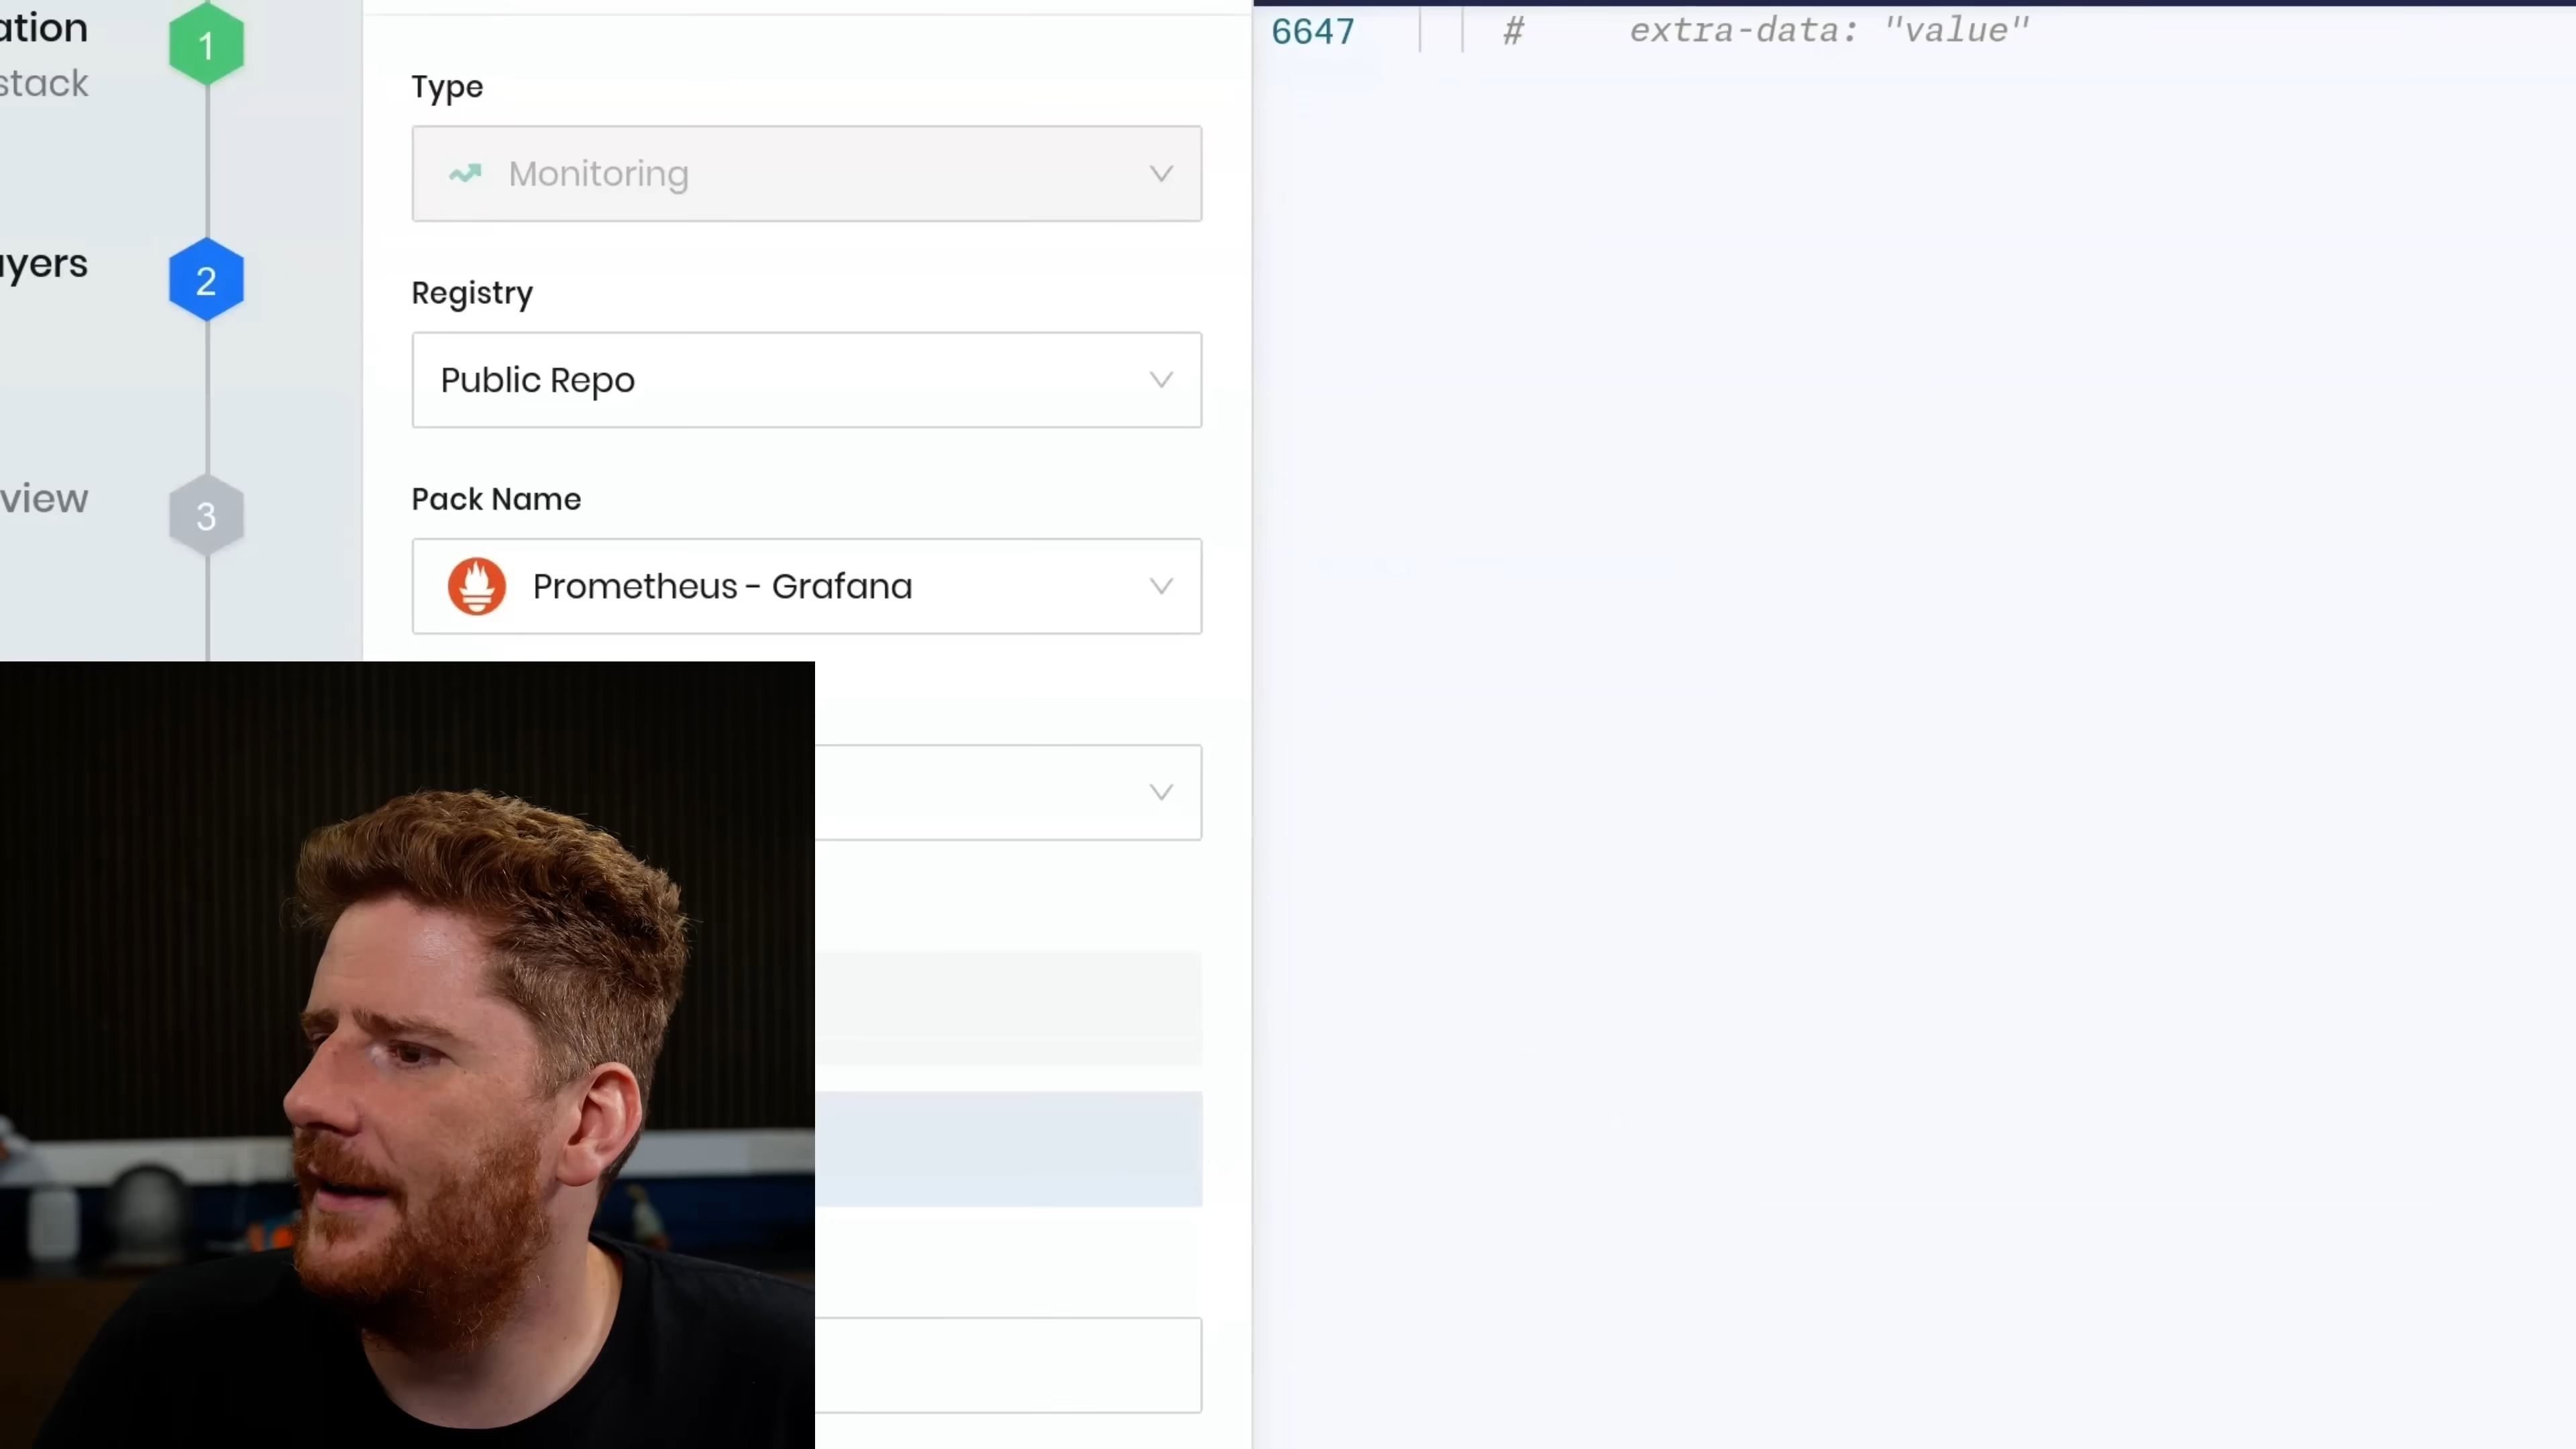 ation
stack
1
ayers
2
view
3
Type
Monitoring
Registry
Public Repo
Pack Name
Prometheus - Grafana
6647 # extra-data: "value"